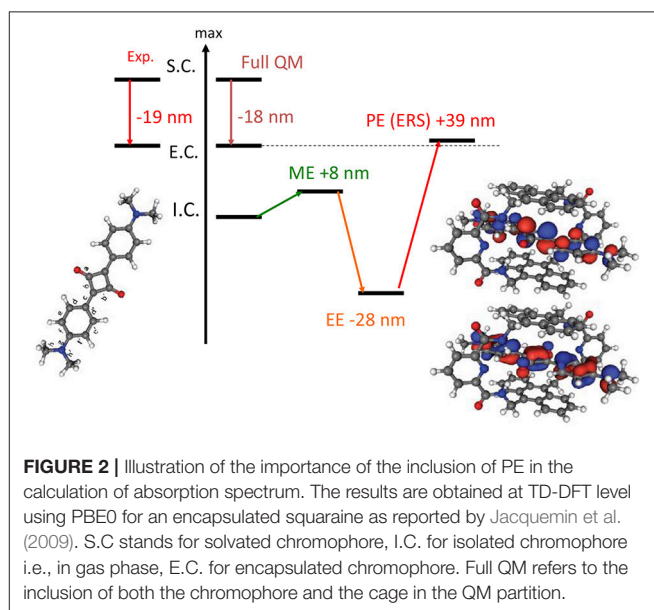 max
Exp.
S.C.
Full QM
-19 nm
-18 nm
PE (ERS) +39 nm
E.C.
ME +8 nm
I.C.
EE -28 nm
FIGURE 2 | Illustration of the importance of the inclusion of PE in the
calculation of absorption spectrum. The results are obtained at TD-DFT level
using PBE0 for an encapsulated squaraine as reported by Jacquemin et al.
(2009). S.C stands for solvated chromophore, I.C. for isolated chromophore
i.e., in gas phase, E.C. for encapsulated chromophore. Full QM refers to the
inclusion of both the chromophore and the cage in the QM partition.